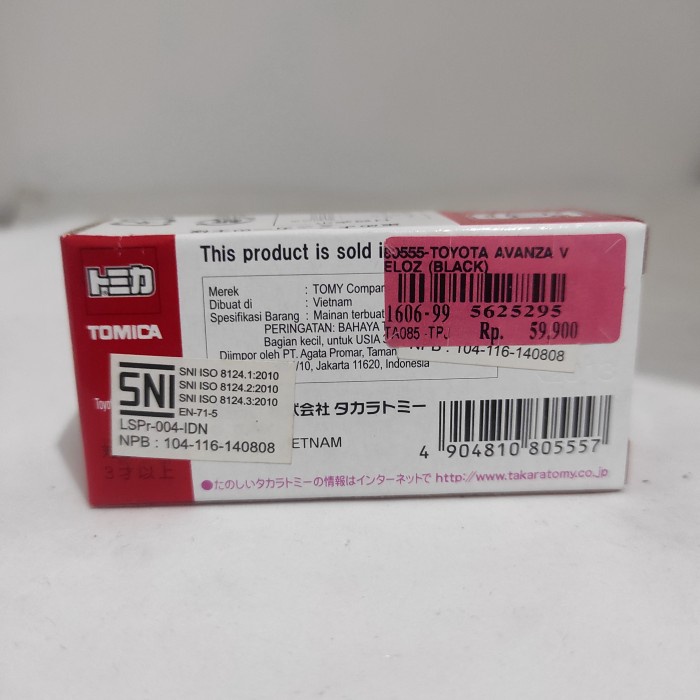 トミカ
TOMICA
This product is sold i
80555-TOYOTA AVANZA V
ELOZ (BLACK)
1606-99 5625295
TA085 -TPJ Rp. 59,900
Merek : TOMY Compan
Dibuat di : Vietnam
Spesifikasi Barang : Mainan terbuat
PERINGATAN: BAHAYA
Bagian kecil, untuk USIA 3
Diimpor oleh PT. Agata Promar, Taman
/10, Jakarta 11620, Indonesia
NPB : 104-116-140808
SNI
SNI ISO 8124.1:2010
SNI ISO 8124.2:2010
SNI ISO 8124.3:2010
EN-71-5
LSPr-004-IDN
NPB : 104-116-140808
Toyo
式会社 タカラトミー
IETNAM
4 904810 805557
3才以上
●たのしいタカラトミーの情報はインターネットで http://www.takaratomy.co.jp